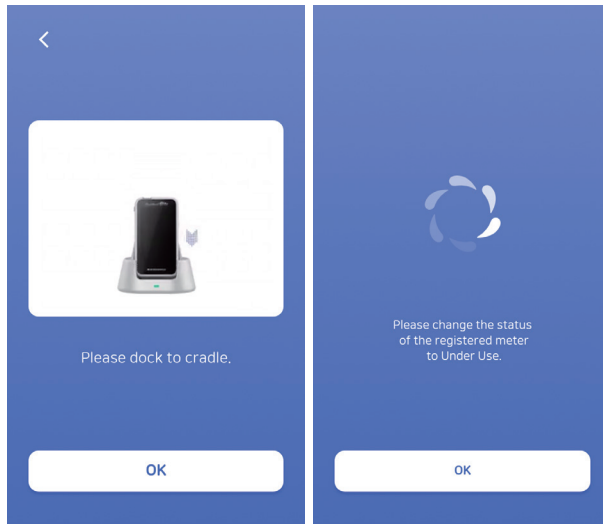 Please dock to cradle.
OK
Please change the status
of the registered meter
to Under Use.
OK